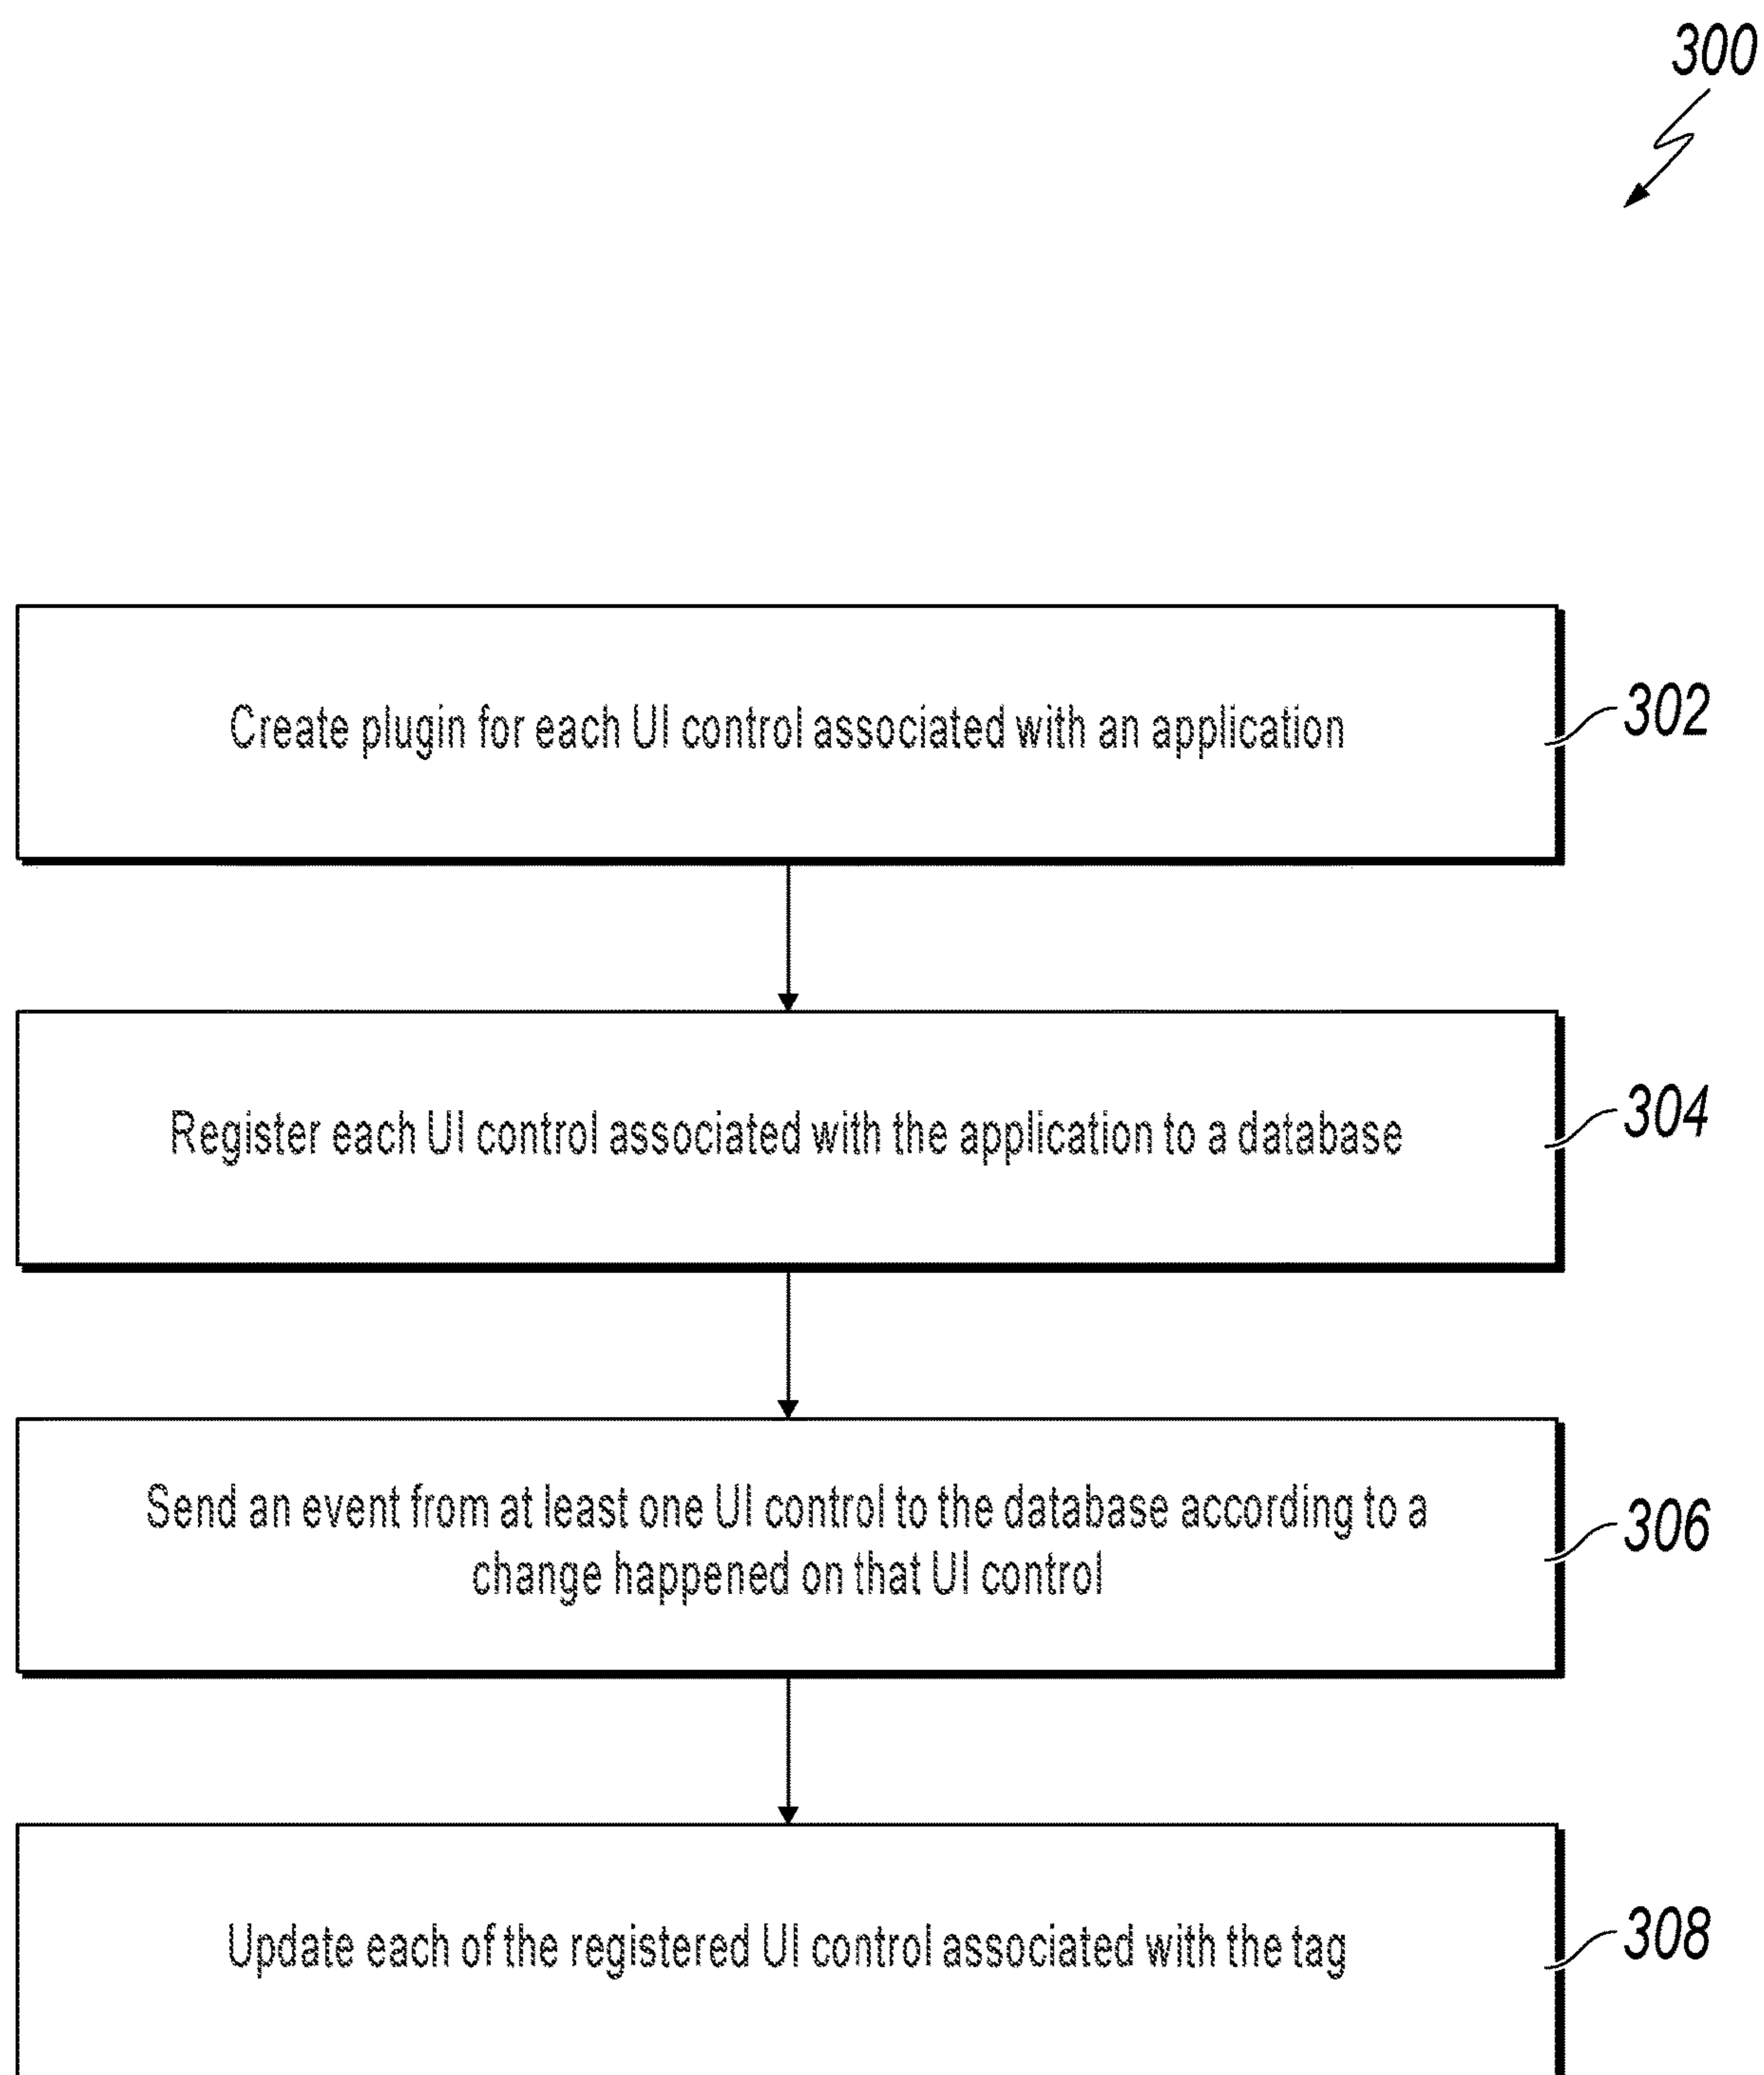 300
Create plugin for each UI control associated with an application
302
Register each UI control associated with the application to a database
304
Send an event from at least one UI control to the database according to a
change happened on that UI control
306
Update each of the registered UI control associated with the tag
308